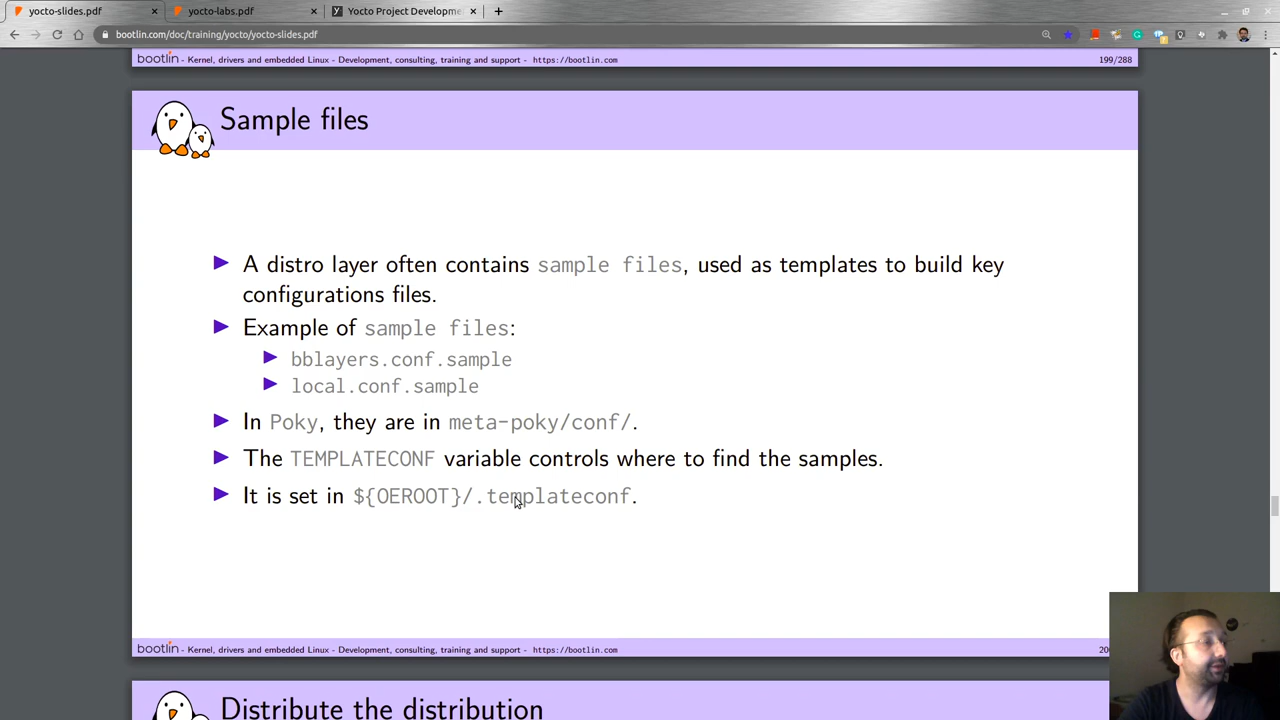 yocto-slides.pdf
yocto-labs.pdf
Yocto Project Developme
bootlin.com/doc/training/yocto/yocto-slides.pdf
bootlin - Kernel, drivers and embedded Linux - Development, consulting, training and support - https://bootlin.com
199/288
Sample files
A distro layer often contains sample files, used as templates to build key
configurations files.
Example of sample files:
bblayers.conf.sample
local.conf.sample
In Poky, they are in meta-poky/conf/.
The TEMPLATECONF variable controls where to find the samples.
It is set in ${OEROOT}/.templateconf.
bootlin - Kernel, drivers and embedded Linux - Development, consulting, training and support - https://bootlin.com
Distribute the distribution